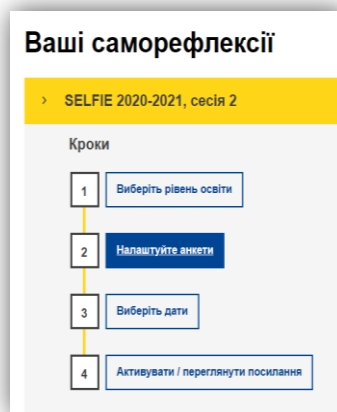 Ваші саморефлексії
> SELFIE 2020-2021, сесія 2
Кроки
1 Виберіть рівень освіти
2 Налаштуйте анкети
3 Виберіть дати
4 Активувати / переглянути посилання